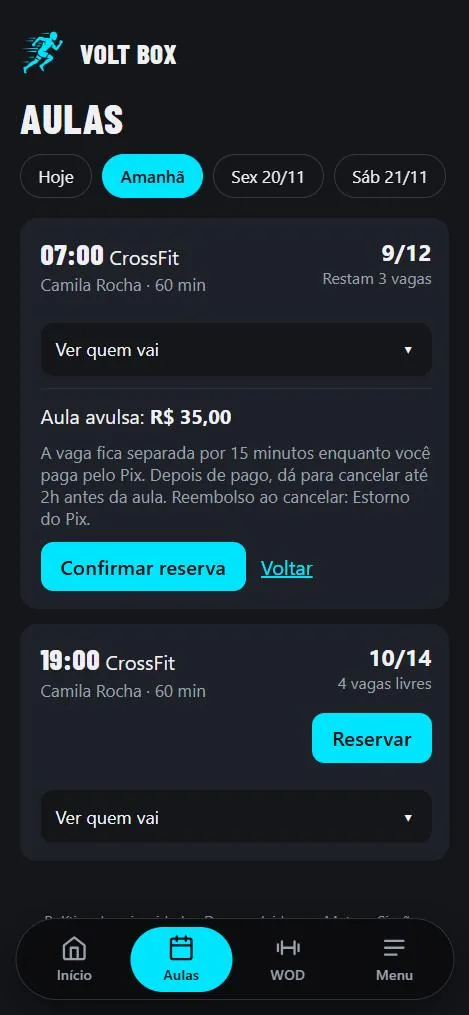 VOLT BOX
AULAS
Hoje
Amanhã
Sex 20/11
Sáb 21/11
07:00 CrossFit
9/12
Camila Rocha · 60 min
Restam 3 vagas
Ver quem vai
Aula avulsa: R$ 35,00
A vaga fica separada por 15 minutos enquanto você
paga pelo Pix. Depois de pago, dá para cancelar até
2h antes da aula. Reembolso ao cancelar: Estorno
do Pix.
Confirmar reserva
Voltar
19:00 CrossFit
10/14
Camila Rocha · 60 min
4 vagas livres
Reservar
Ver quem vai
Início
Aulas
WOD
Menu